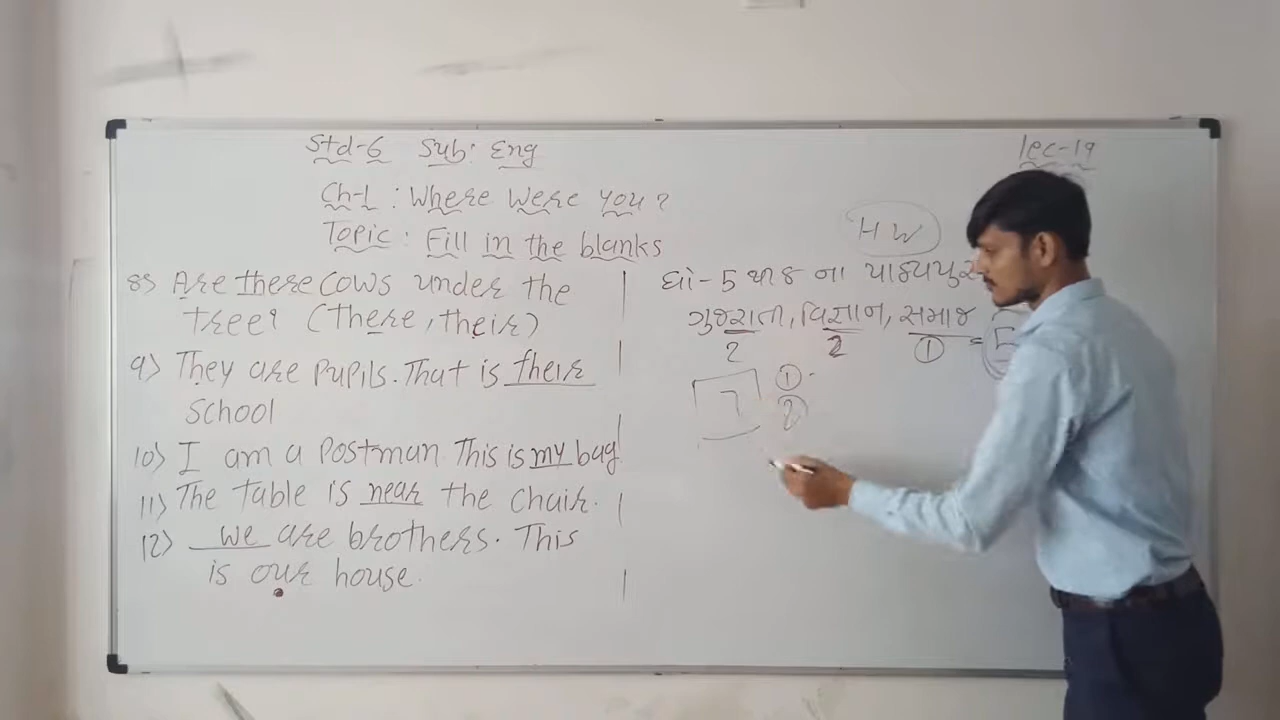 Std-6 Sub: Eng
lec-19
Ch-1 : Where Were you ?
Topic : Fill in the blanks
8) Are there cows under the
tree? (there, their)
9) They are pupils. That is their
School
10) I am a postman. This is my bag
11) The table is near the chair.
12) we are brothers. This
is our house.
HW
ધો-5 થી ૮ ના પાઠ્યપુસ
ગુજરાતી, વિજ્ઞાન, સમાજ
2 2 1 = 5
1
2